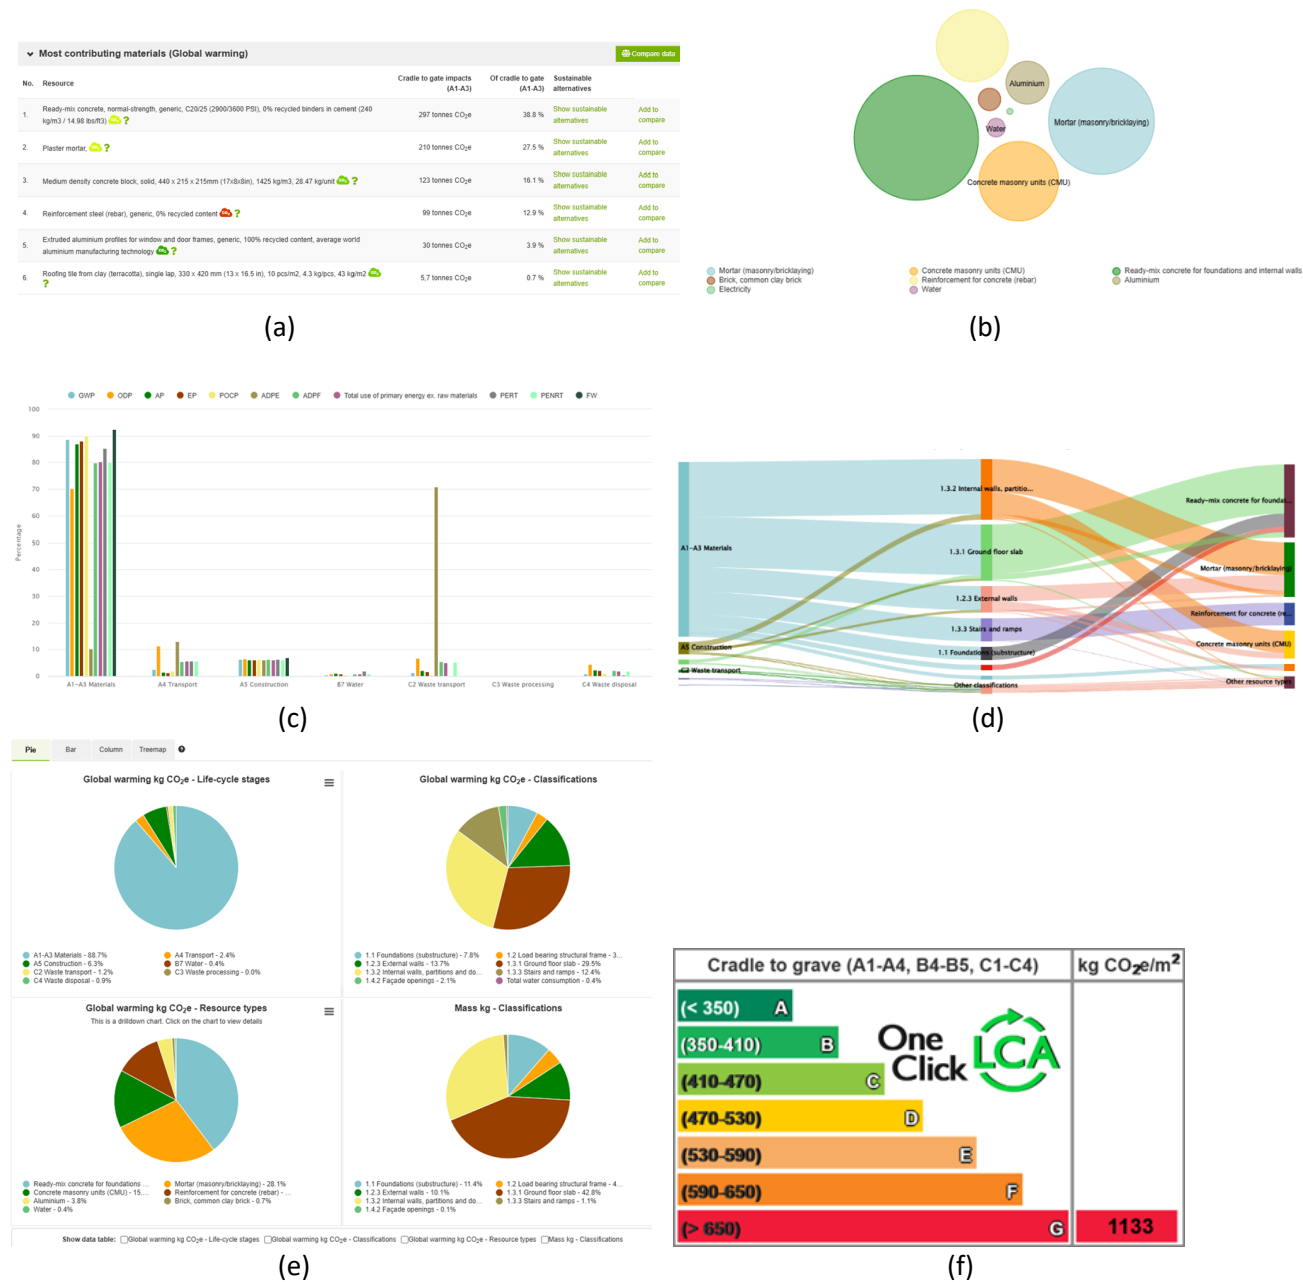 Most contributing materials (Global warming)
Compare data
No. Resource Cradle to gate impacts (A1-A3) Of cradle to gate (A1-A3) Sustainable alternatives
1. Ready-mix concrete, normal-strength, generic, C20/25 (2900/3600 PSI), 0% recycled binders in cement (240 kg/m3 / 14.98 lbs/ft3) ? 297 tonnes CO₂e 38.8 % Show sustainable alternatives Add to compare
2. Plaster mortar, ? 210 tonnes CO₂e 27.5 % Show sustainable alternatives Add to compare
3. Medium density concrete block, solid, 440 x 215 x 215mm (17x8x8in), 1425 kg/m3, 28.47 kg/unit ? 123 tonnes CO₂e 16.1 % Show sustainable alternatives Add to compare
4. Reinforcement steel (rebar), generic, 0% recycled content ? 99 tonnes CO₂e 12.9 % Show sustainable alternatives Add to compare
5. Extruded aluminium profiles for window and door frames, generic, 100% recycled content, average world aluminium manufacturing technology ? 30 tonnes CO₂e 3.9 % Show sustainable alternatives Add to compare
6. Roofing tile from clay (terracotta), single lap, 330 x 420 mm (13 x 16.5 in), 10 pcs/m2, 4.3 kg/pcs, 43 kg/m2 ? 5,7 tonnes CO₂e 0.7 % Show sustainable alternatives Add to compare
(a)
Aluminium
Mortar (masonry/bricklaying)
Water
Concrete masonry units (CMU)
Mortar (masonry/bricklaying) Concrete masonry units (CMU) Ready-mix concrete for foundations and internal walls
Brick, common clay brick Reinforcement for concrete (rebar) Aluminium
Electricity Water
(b)
GWP ODP AP EP POCP ADPE ADPF Total use of primary energy ex. raw materials PERT PENRT FW
Percentage
100
90
80
70
60
50
40
30
20
10
0
A1-A3 Materials A4 Transport A5 Construction B7 Water C2 Waste transport C3 Waste processing C4 Waste disposal
(c)
A1-A3 Materials
A5 Construction
C2 Waste transport
1.3.2 Internal walls, partitio...
1.3.1 Ground floor slab
1.2.3 External walls
1.3.3 Stairs and ramps
1.1 Foundations (substructure)
Other classifications
Ready-mix concrete for foundat...
Mortar (masonry/bricklaying)
Reinforcement for concrete (re...
Concrete masonry units (CMU)
Other resource types
(d)
Pie Bar Column Treemap ?
Global warming kg CO₂e - Life-cycle stages
A1-A3 Materials - 88.7% A4 Transport - 2.4%
A5 Construction - 6.3% B7 Water - 0.4%
C2 Waste transport - 1.2% C3 Waste processing - 0.0%
C4 Waste disposal - 0.9%
Global warming kg CO₂e - Classifications
1.1 Foundations (substructure) - 7.8% 1.2 Load bearing structural frame - 3...
1.2.3 External walls - 13.7% 1.3.1 Ground floor slab - 29.5%
1.3.2 Internal walls, partitions and do... 1.3.3 Stairs and ramps - 12.4%
1.4.2 Façade openings - 2.1% Total water consumption - 0.4%
Global warming kg CO₂e - Resource types
This is a drilldown chart. Click on the chart to view details
Ready-mix concrete for foundations ... Mortar (masonry/bricklaying) - 28.1%
Concrete masonry units (CMU) - 15.... Reinforcement for concrete (rebar) - ...
Aluminium - 3.8% Brick, common clay brick - 0.7%
Water - 0.4%
Mass kg - Classifications
1.1 Foundations (substructure) - 11.4% 1.2 Load bearing structural frame - 4...
1.2.3 External walls - 10.1% 1.3.1 Ground floor slab - 42.8%
1.3.2 Internal walls, partitions and do... 1.3.3 Stairs and ramps - 1.1%
1.4.2 Façade openings - 0.1%
Show data table: Global warming kg CO₂e - Life-cycle stages Global warming kg CO₂e - Classifications Global warming kg CO₂e - Resource types Mass kg - Classifications
(e)
Cradle to grave (A1-A4, B4-B5, C1-C4) kg CO₂e/m²
(< 350) A
(350-410) B
(410-470) C
(470-530) D
(530-590) E
(590-650) F
(> 650) G 1133
One Click LCA
(f)